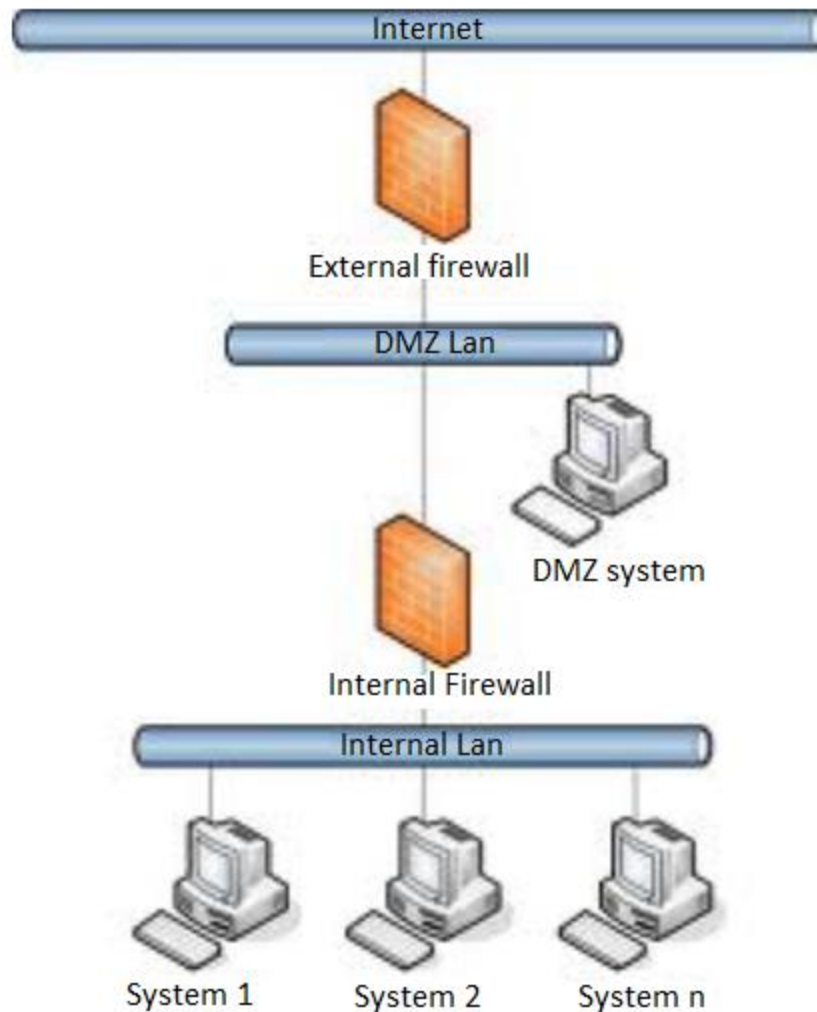 Internet
External firewall
DMZ Lan
DMZ system
Internal Firewall
Internal Lan
System 1
System 2
System n